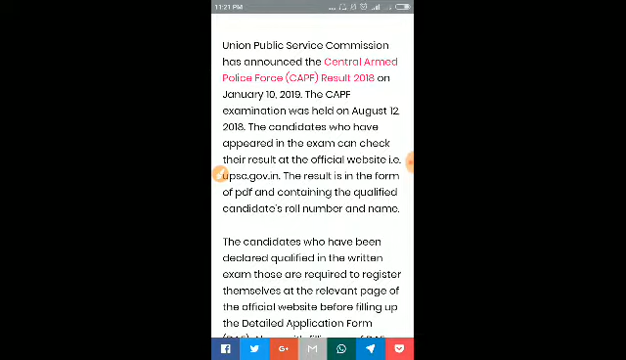 11:21 PM
Union Public Service Commission
has announced the Central Armed
Police Force (CAPF) Result 2018 on
January 10, 2019. The CAPF
examination was held on August 12,
2018. The candidates who have
appeared in the exam can check
their result at the official website i.e.
upsc.gov.in. The result is in the form
of pdf and containing the qualified
candidate's roll number and name.
The candidates who have been
declared qualified in the written
exam those are required to register
themselves at the relevant page of
the official website before filling up
the Detailed Application Form